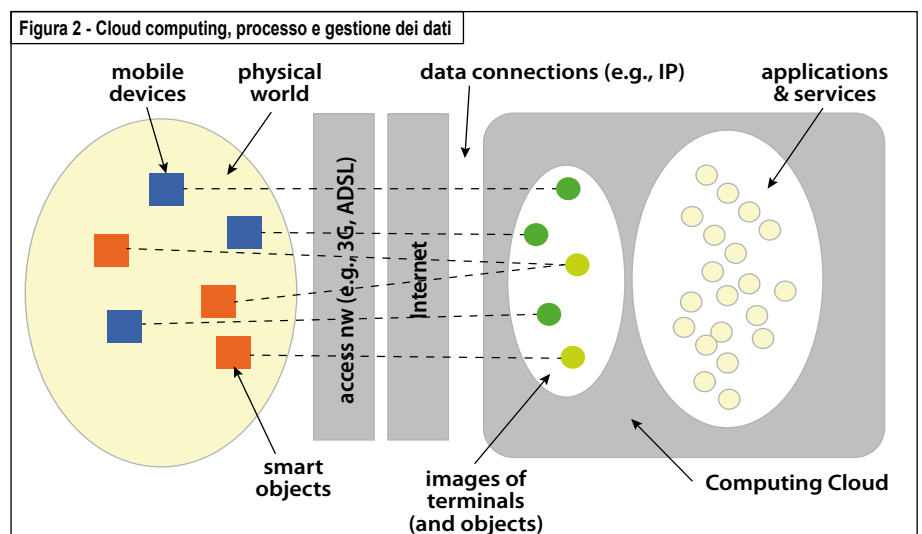 Figura 2 - Cloud computing, processo e gestione dei dati
mobile
devices
physical
world
data connections (e.g., IP)
applications
& services
access nw (e.g., 3G, ADSL)
Internet
smart
objects
images of
terminals
(and objects)
Computing Cloud